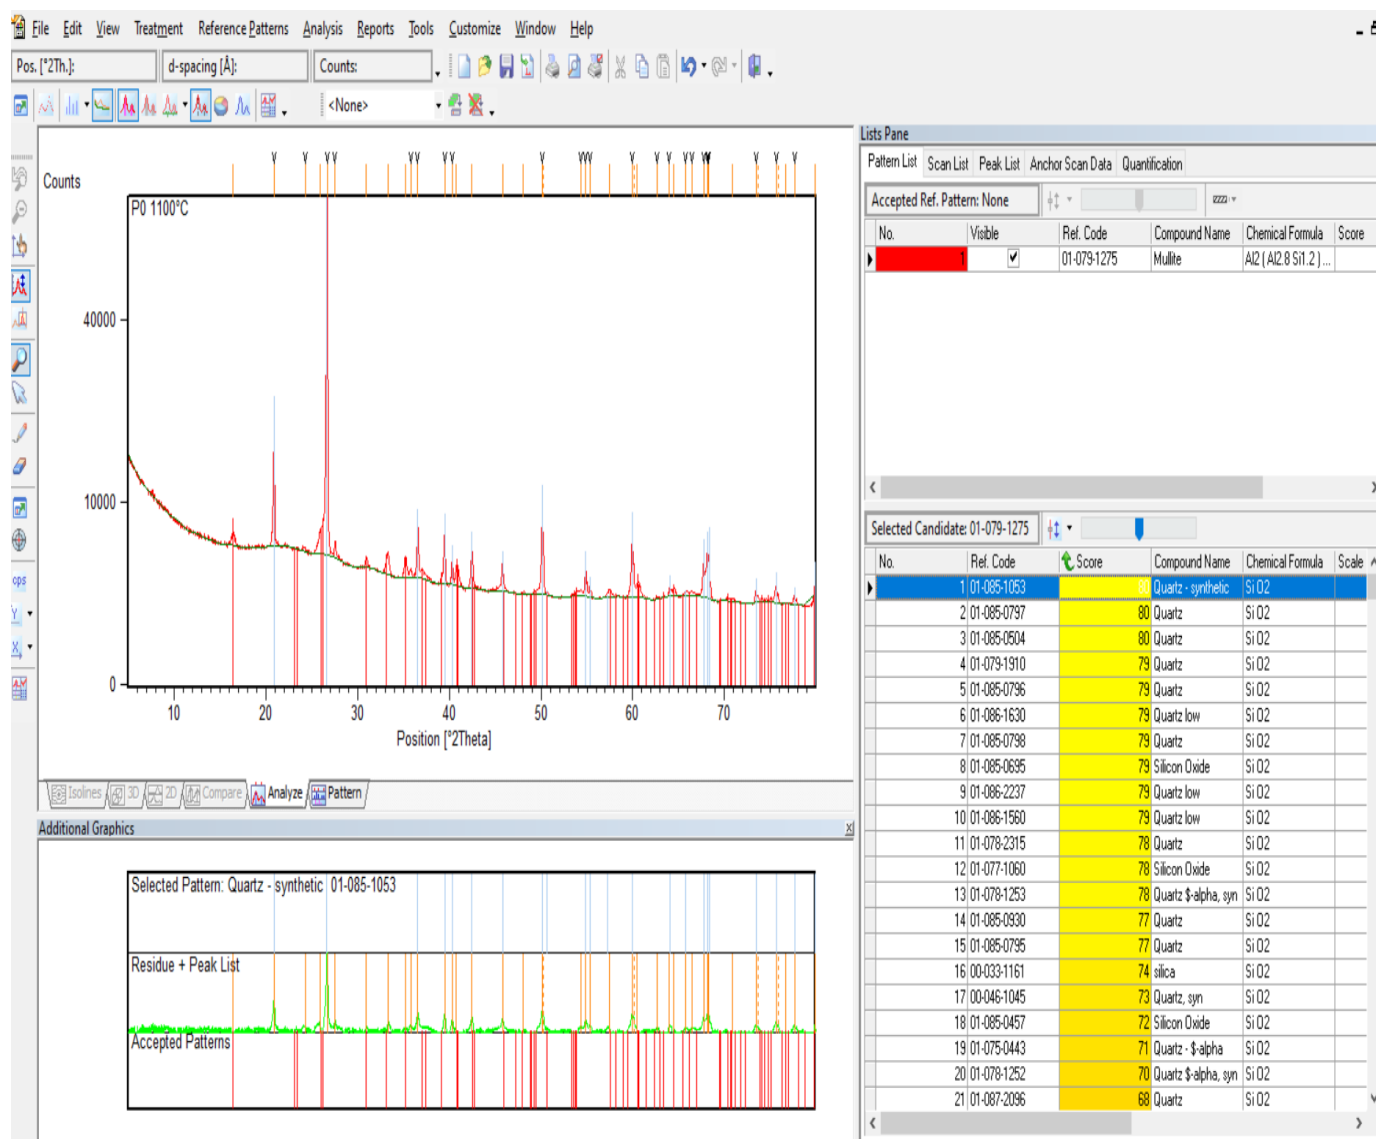 File Edit View Treatment Reference Patterns Analysis Reports Tools Customize Window Help
Pos. [°2Th.]: d-spacing [Å]: Counts:
<None>
Lists Pane
Pattern List Scan List Peak List Anchor Scan Data Quantification
Accepted Ref. Pattern: None
No. Visible Ref. Code Compound Name Chemical Formula Score
1 01-079-1275 Mullite Al2 ( Al2.8 Si1.2 ) ...
Counts
P0 1100°C
40000
10000
0
10 20 30 40 50 60 70
Position [°2Theta]
cps
Y
X
Isolines 3D 2D Compare Analyze Pattern
Additional Graphics
Selected Pattern: Quartz - synthetic 01-085-1053
Residue + Peak List
Accepted Patterns
Selected Candidate: 01-079-1275
No. Ref. Code Score Compound Name Chemical Formula Scale
1 01-085-1053 80 Quartz - synthetic Si O2
2 01-085-0797 80 Quartz Si O2
3 01-085-0504 80 Quartz Si O2
4 01-079-1910 79 Quartz Si O2
5 01-085-0796 79 Quartz Si O2
6 01-086-1630 79 Quartz low Si O2
7 01-085-0798 79 Quartz Si O2
8 01-085-0695 79 Silicon Oxide Si O2
9 01-086-2237 79 Quartz low Si O2
10 01-086-1560 79 Quartz low Si O2
11 01-078-2315 78 Quartz Si O2
12 01-077-1060 78 Silicon Oxide Si O2
13 01-078-1253 78 Quartz $-alpha, syn Si O2
14 01-085-0930 77 Quartz Si O2
15 01-085-0795 77 Quartz Si O2
16 00-033-1161 74 silica Si O2
17 00-046-1045 73 Quartz, syn Si O2
18 01-085-0457 72 Silicon Oxide Si O2
19 01-075-0443 71 Quartz - $-alpha Si O2
20 01-078-1252 70 Quartz $-alpha, syn Si O2
21 01-087-2096 68 Quartz Si O2